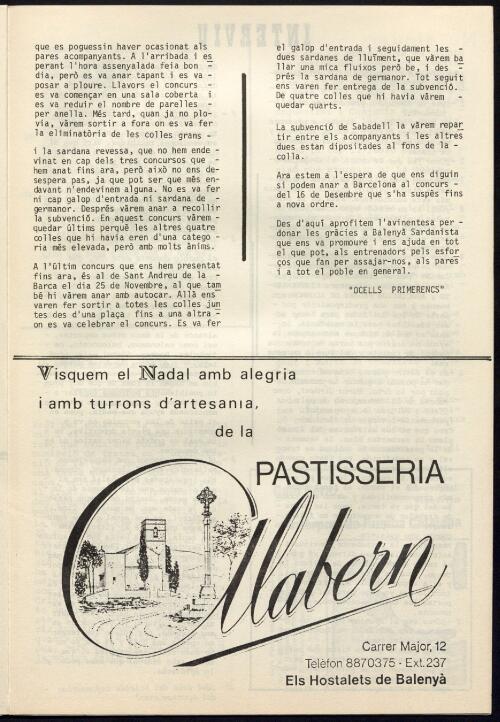 que es poguessin haver ocasionat als
pares acompanyants. A l'arribada i es
perant l'hora assenyalada feia bon -
dia, però es va anar tapant i es va -
posar a ploure. Llavors el concurs -
es va començar en una sala coberta i
es va reduir el nombre de parelles -
per anella. Més tard, quan ja no plo-
via, vàrem sortir a fora on es va fer
la eliminatòria de les colles grans -
i la sardana revessa, que no hem ende-
vinat en cap dels tres concursos que -
hem anat fins ara, però això no ens de-
sespera pas, ja que pot ser que més en-
davant n'endevinem alguna. No es va fer
ni cap galop d'entrada ni sardana de -
germanor. Després vàrem anar a recollir
la subvenció. En aquest concurs vàrem -
quedar últims perquè les altres quatre
colles que hi havia eren d'una catego -
ria més elevada, però amb molts ànims.
A l'últim concurs que ens hem presentat
fins ara, és al de Sant Andreu de la -
Barca el dia 25 de Novembre, al que tam
bé hi vàrem anar amb autocar. Allà ens
varen fer sortir a totes les colles jun
tes des d'una plaça fins a una altra -
on es va celebrar el concurs. Es va fer
el galop d'entrada i seguidament les -
dues sardanes de lluïment, que vàrem ba
llar una mica fluixos però be, i des -
prés la sardana de germanor. Tot seguit
ens varen fer entrega de la subvenció.
De quatre colles que hi havia vàrem -
quedar quarts.
La subvenció de Sabadell la vàrem repar
tir entre els acompanyants i les altres
dues estan dipositades al fons de la -
colla.
Ara estem a l'espera de que ens diguin
si podem anar a Barcelona al concurs -
del 16 de Desembre que s'ha suspès fins
a nova ordre.
Des d'aquí aprofitem l'avinentesa per -
donar les gràcies a Balenyà Sardanista
que ens va promoure i ens ajuda en tot
el que pot, als entrenadors pels esfor
ços que fan per assajar-nos, als pares
i a tot el poble en general.
"OCELLS PRIMERENCS"
Visquem el Nadal amb alegria
i amb turrons d'artesania,
de la
PASTISSERIA
Illabern
Carrer Major, 12
Telèfon 8870375 - Ext. 237
Els Hostalets de Balenyà